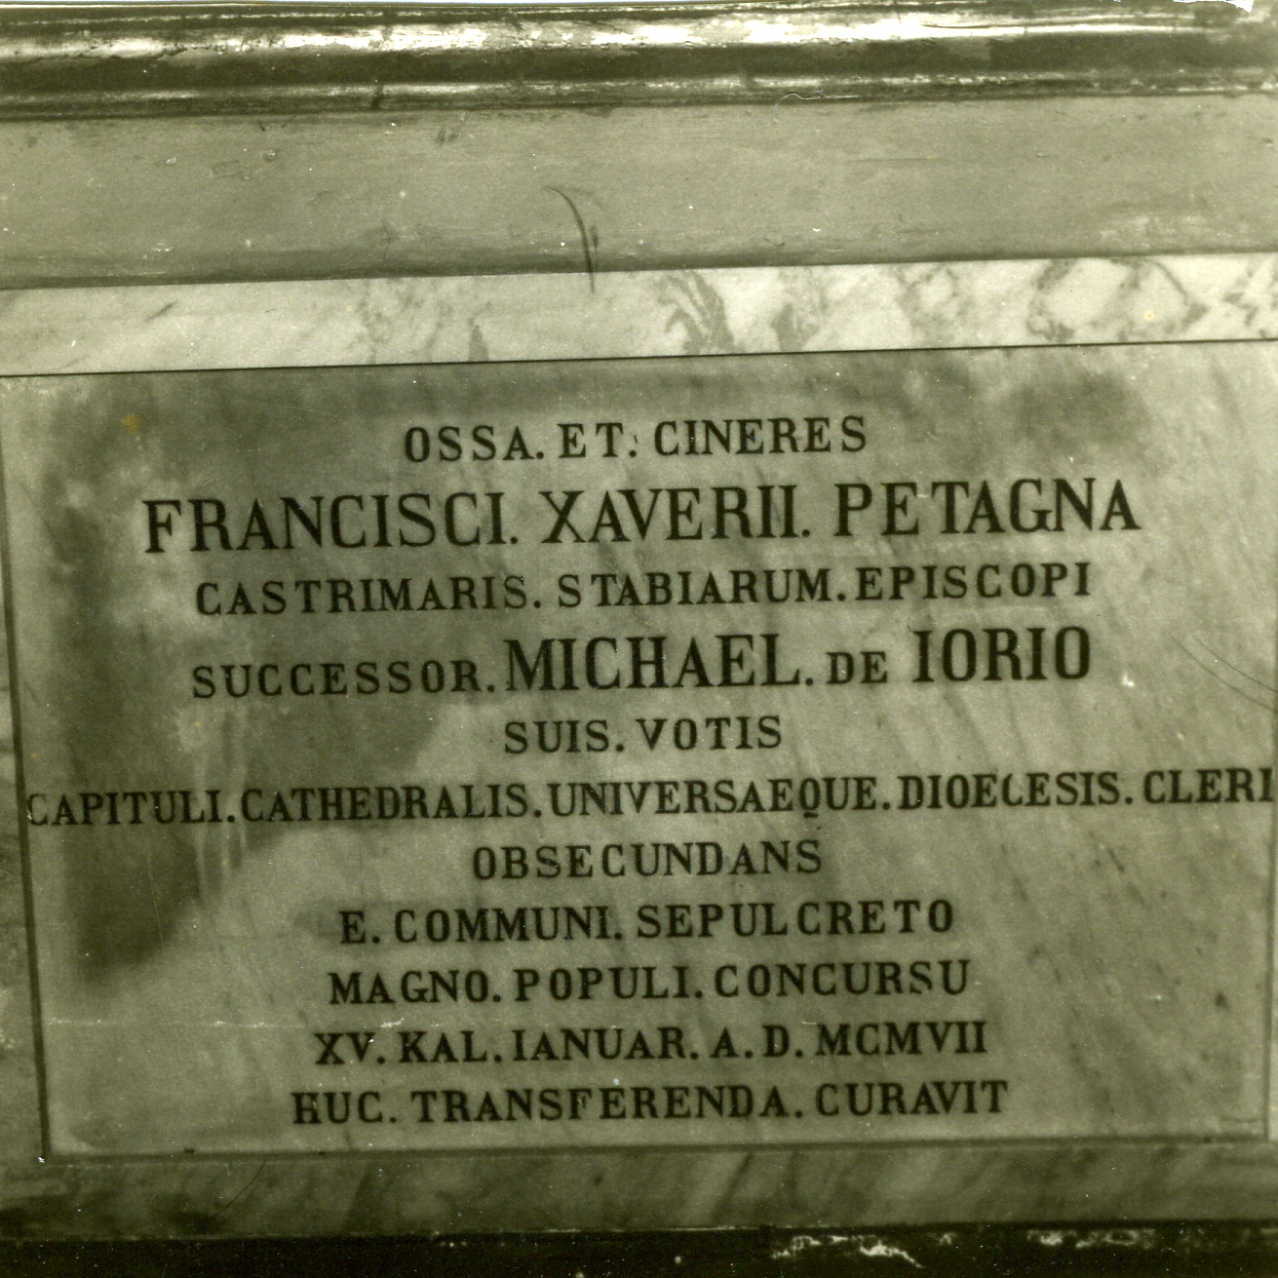 OSSA. ET. CINERES
FRANCISCI. XAVERII. PETAGNA
CASTRIMARIS. STABIARUM. EPISCOPI
SUCCESSOR. MICHAEL. DE IORIO
SUIS. VOTIS
CAPITULI. CATHEDRALIS. UNIVERSAEQUE. DIOECESIS. CLERI
OBSECUNDANS
E. COMMUNI. SEPULCRETO
MAGNO. POPULI. CONCURSU
XV. KAL. IANUAR. A. D. MCMVII
HUC. TRANSFERENDA. CURAVIT